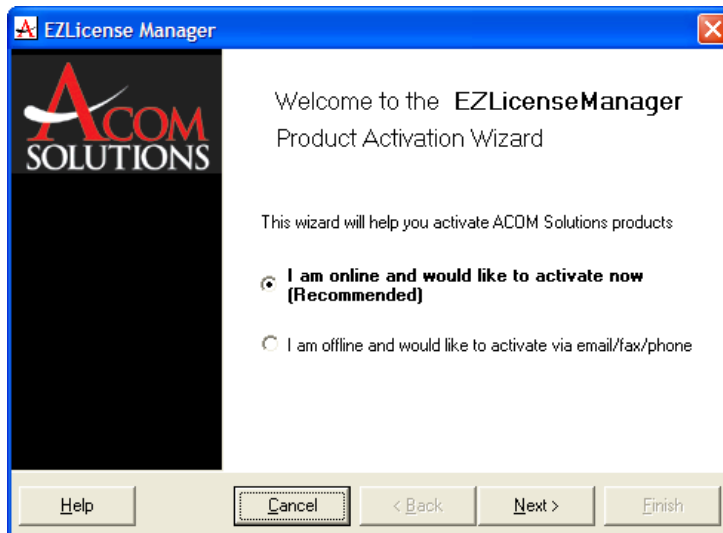 EZLicense Manager
ACOM
SOLUTIONS
Welcome to the EZLicenseManager
Product Activation Wizard
This wizard will help you activate ACOM Solutions products
I am online and would like to activate now
(Recommended)
I am offline and would like to activate via email/fax/phone
Help Cancel < Back Next > Finish